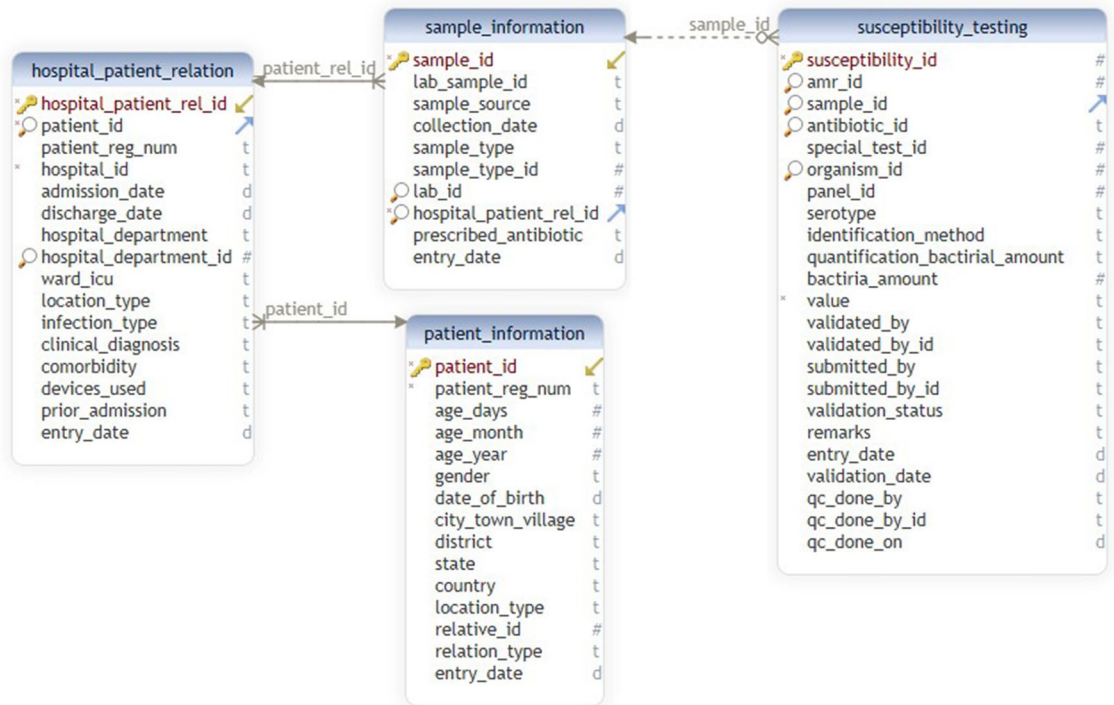 hospital_patient_relation
hospital_patient_rel_id
patient_id
patient_reg_num t
hospital_id t
admission_date d
discharge_date d
hospital_department t
hospital_department_id #
ward_icu t
location_type t
infection_type t
clinical_diagnosis t
comorbidity t
devices_used t
prior_admission t
entry_date d
patient_rel_id
sample_information
sample_id
lab_sample_id t
sample_source t
collection_date d
sample_type t
sample_type_id #
lab_id #
hospital_patient_rel_id
prescribed_antibiotic t
entry_date d
patient_id
patient_information
patient_id
patient_reg_num t
age_days #
age_month #
age_year #
gender t
date_of_birth d
city_town_village t
district t
state t
country t
location_type t
relative_id #
relation_type t
entry_date d
sample_id
susceptibility_testing
susceptibility_id #
amr_id #
sample_id
antibiotic_id t
special_test_id #
organism_id #
panel_id #
serotype t
identification_method t
quantification_bactirial_amount t
bactiria_amount #
value t
validated_by t
validated_by_id t
submitted_by t
submitted_by_id t
validation_status t
remarks t
entry_date d
validation_date d
qc_done_by t
qc_done_by_id t
qc_done_on d